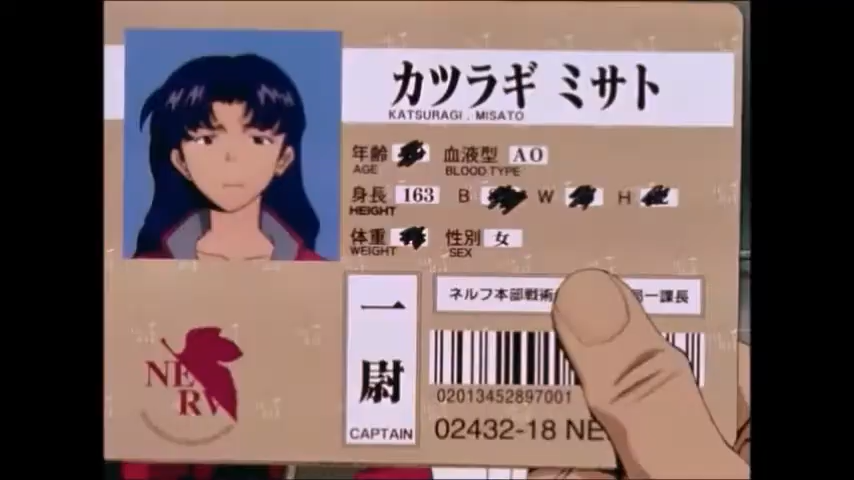 カツラギ ミサト
KATSURAGI . MISATO
年齢 血液型 AO
AGE BLOOD TYPE
身長 163 B W H
HEIGHT
体重 性別 女
WEIGHT SEX
一尉
CAPTAIN
ネルフ本部戦術 局一課長
02013452897001
02432-18 NE
NERV